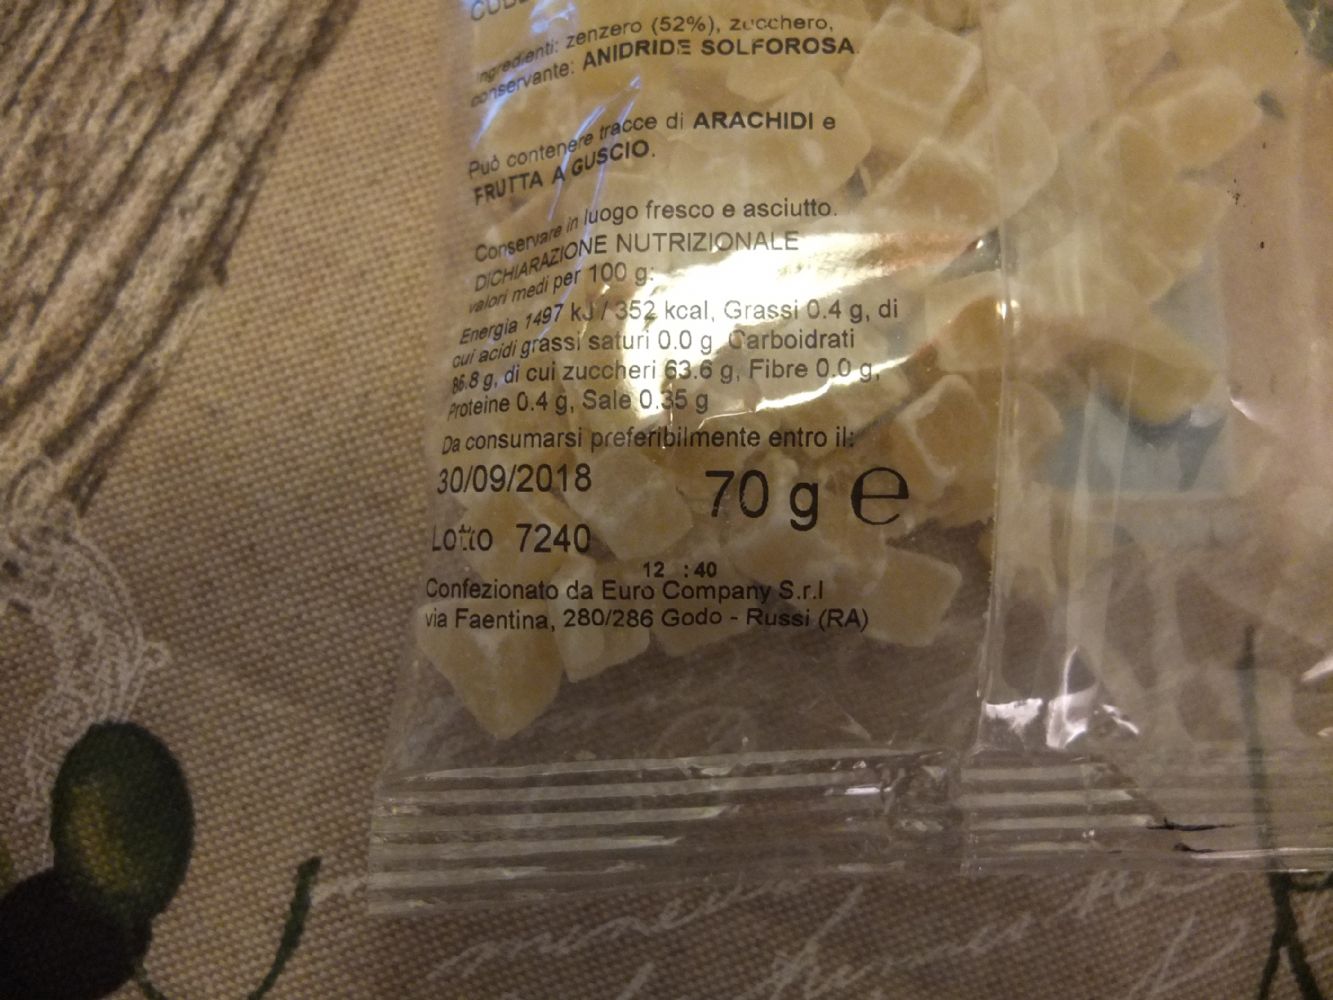 Ingredienti: zenzero (52%), zucchero,
conservante: ANIDRIDE SOLFOROSA.
Può contenere tracce di ARACHIDI e
FRUTTA A GUSCIO.
Conservare in luogo fresco e asciutto.
DICHIARAZIONE NUTRIZIONALE
valori medi per 100 g:
Energia 1497 kJ / 352 kcal, Grassi 0.4 g, di
cui acidi grassi saturi 0.0 g, Carboidrati
86.8 g, di cui zuccheri 63.6 g, Fibre 0.0 g,
Proteine 0.4 g, Sale 0.35 g
Da consumarsi preferibilmente entro il:
30/09/2018
70 g e
Lotto 7240
12 :40
Confezionato da Euro Company S.r.l
via Faentina, 280/286 Godo - Russi (RA)